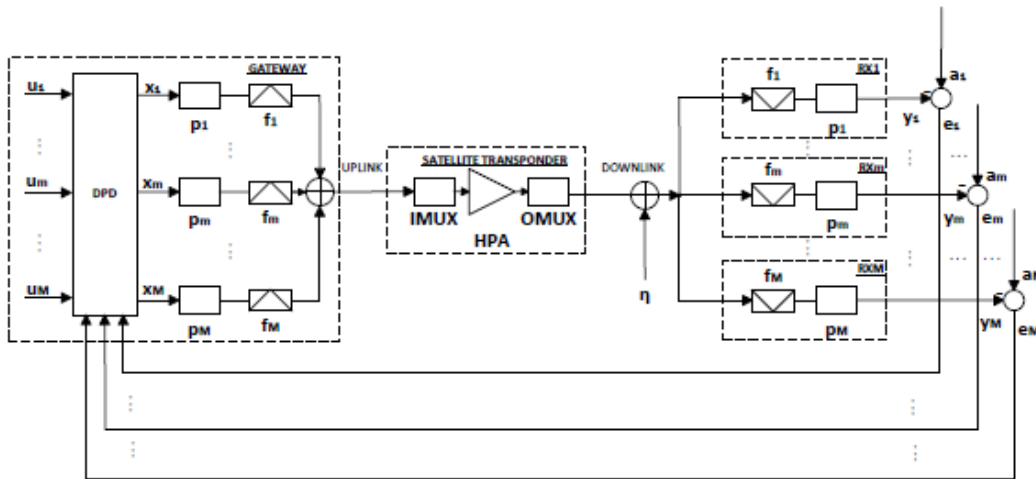 GATEWAY
u1
x1
p1
f1
um
DPD
xm
pm
fm
uM
xM
pM
fM
UPLINK
SATELLITE TRANSPONDER
IMUX
OMUX
HPA
DOWNLINK
η
f1
RX1
p1
y1
a1
e1
fm
RXm
pm
ym
am
em
fM
RXM
pM
yM
eM